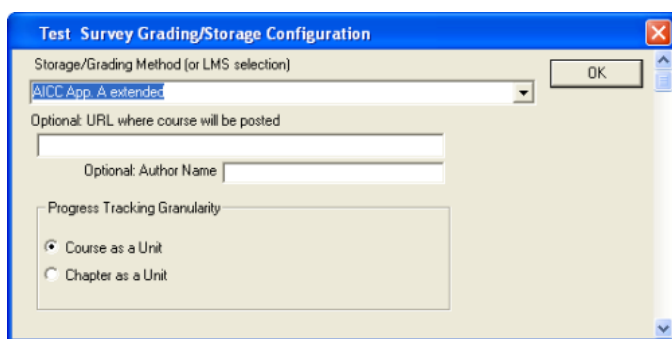 Test Survey Grading/Storage Configuration
Storage/Grading Method (or LMS selection)
OK
AICC App. A extended
Optional: URL where course will be posted
Optional: Author Name
Progress Tracking Granularity
Course as a Unit
Chapter as a Unit